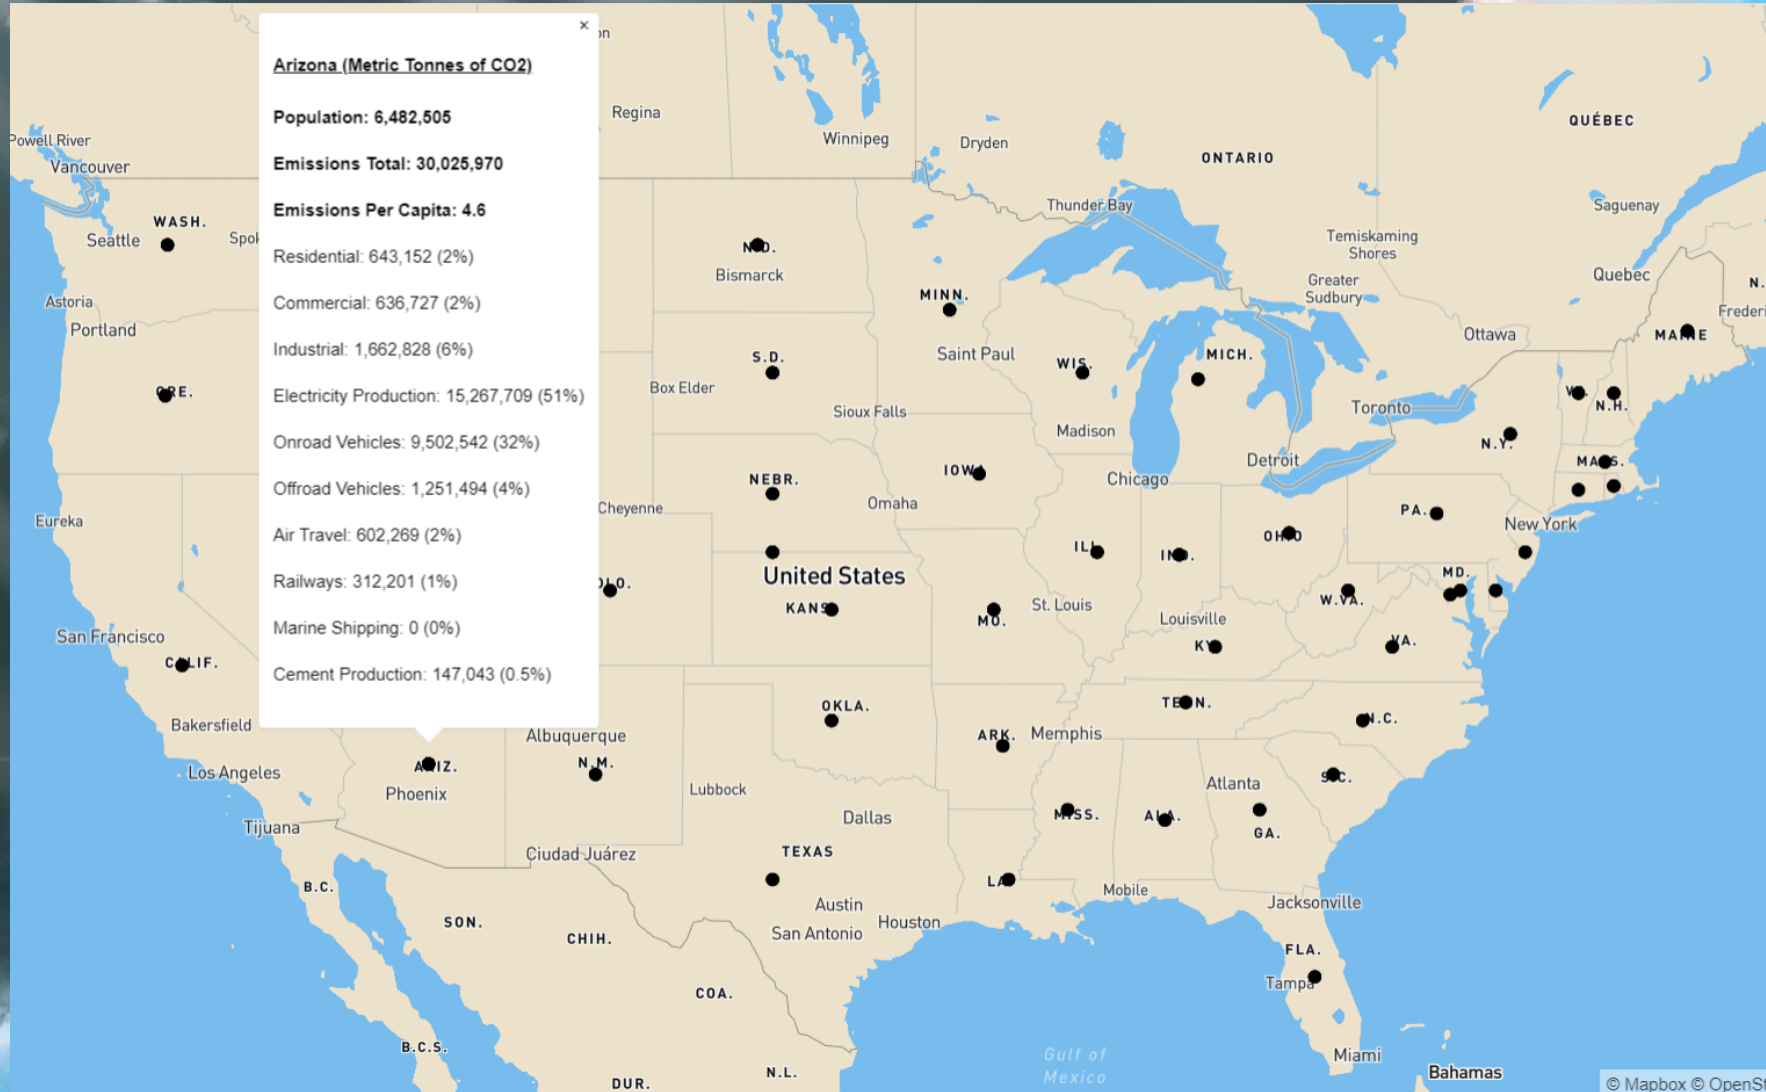 ×
Arizona (Metric Tonnes of CO2)
Population: 6,482,505
Emissions Total: 30,025,970
Emissions Per Capita: 4.6
Residential: 643,152 (2%)
Commercial: 636,727 (2%)
Industrial: 1,662,828 (6%)
Electricity Production: 15,267,709 (51%)
Onroad Vehicles: 9,502,542 (32%)
Offroad Vehicles: 1,251,494 (4%)
Air Travel: 602,269 (2%)
Railways: 312,201 (1%)
Marine Shipping: 0 (0%)
Cement Production: 147,043 (0.5%)
Regina
Winnipeg
Dryden
ONTARIO
QUÉBEC
Powell River
Vancouver
WASH.
Seattle
Thunder Bay
Saguenay
Temiskaming
Shores
Quebec
Greater
Sudbury
N.D.
Bismarck
MINN.
Astoria
Portland
Saint Paul
Ottawa
MAINE
S.D.
WIS.
MICH.
ORE.
Box Elder
Sioux Falls
Toronto
N.H.
Madison
N.Y.
Detroit
MASS.
IOWA
NEBR.
Chicago
Omaha
Cheyenne
PA.
New York
Eureka
OHIO
ILL.
IND.
United States
MD.
KANS.
MO.
St. Louis
Louisville
W.VA.
San Francisco
CALIF.
KY.
VA.
TENN.
OKLA.
N.C.
Bakersfield
Albuquerque
ARK.
Memphis
ARIZ.
N.M.
Los Angeles
Phoenix
Lubbock
Atlanta
S.C.
Tijuana
Dallas
MISS.
ALA.
GA.
Ciudad Juárez
TEXAS
B.C.
LA.
Mobile
Jacksonville
Austin
Houston
SON.
CHIH.
San Antonio
FLA.
Tampa
COA.
B.C.S.
Gulf of
Mexico
Miami
Bahamas
DUR.
N.L.
© Mapbox ©